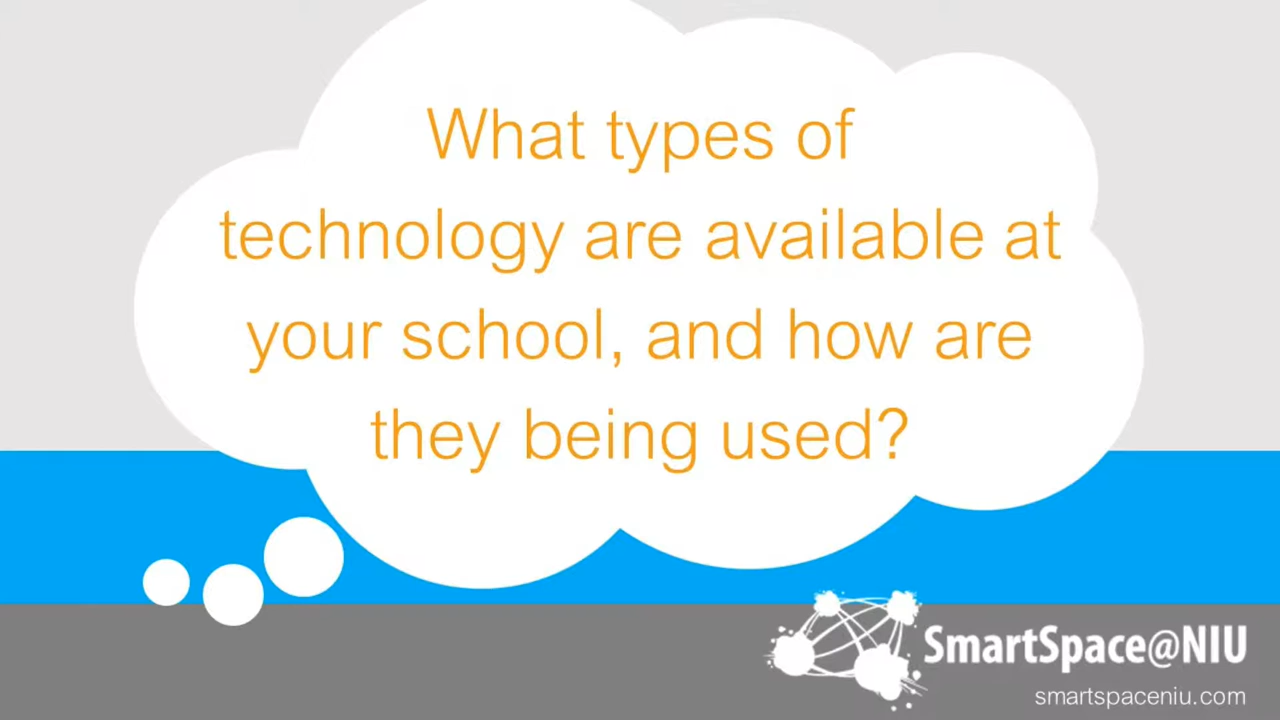 What types of
technology are available at
your school, and how are
they being used?
SmartSpace@NIU
smartspaceniu.com